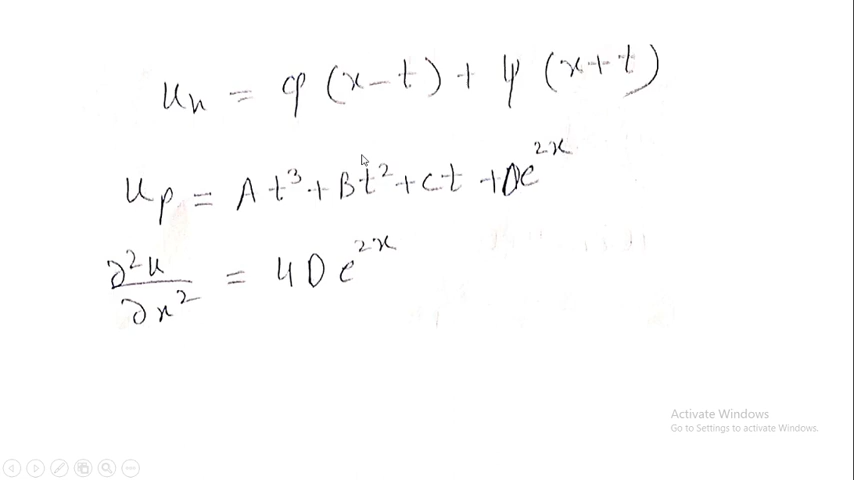 u_h = φ(x-t) + ψ(x+t)
u_p = At³+Bt²+Ct+De^{2x}
∂²u/∂x² = 4De^{2x}
Activate Windows
Go to Settings to activate Windows.